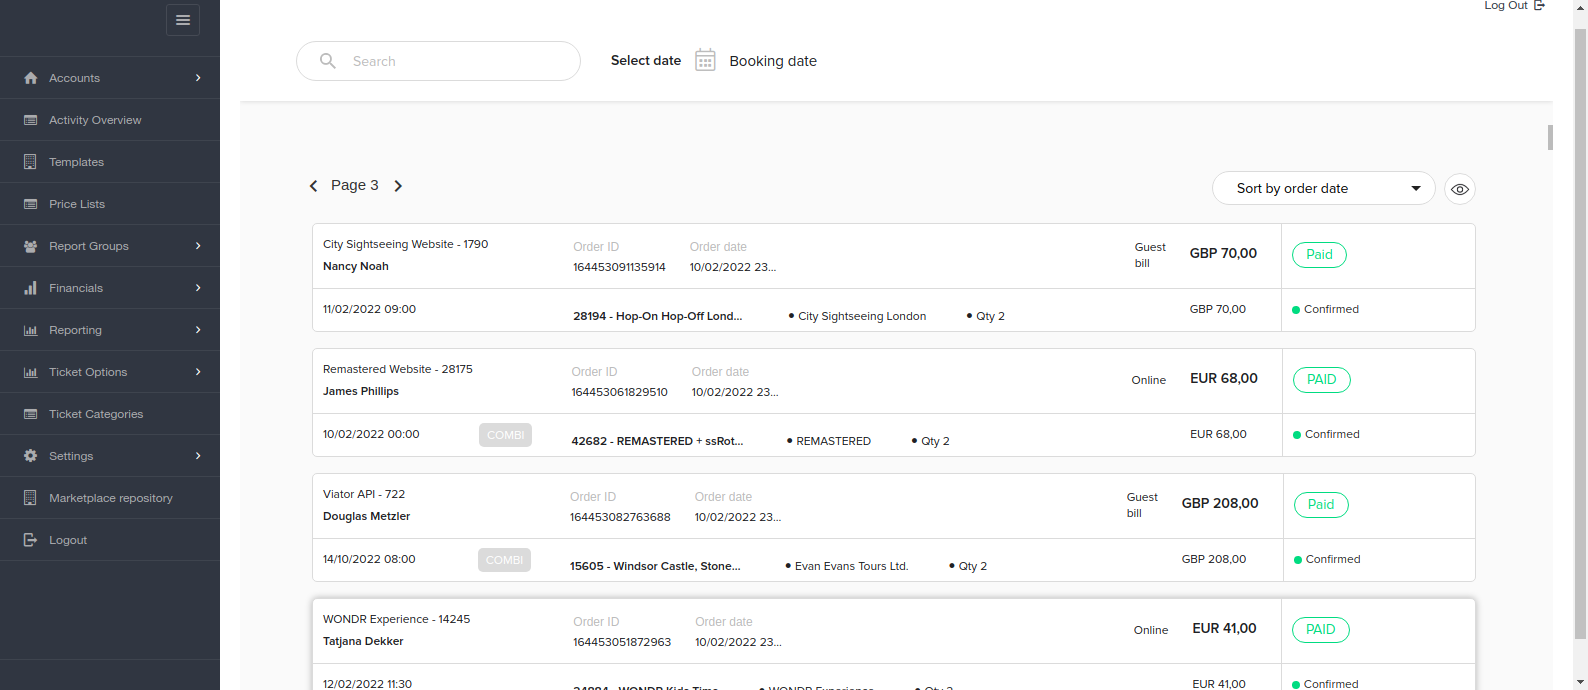 Log Out
Search
Select date
Booking date
Accounts
Activity Overview
Templates
Price Lists
Report Groups
Financials
Reporting
Ticket Options
Ticket Categories
Settings
Marketplace repository
Logout
Page 3
Sort by order date
City Sightseeing Website - 1790
Nancy Noah
Order ID
164453091135914
Order date
10/02/2022 23...
Guest
bill
GBP 70,00
Paid
11/02/2022 09:00
28194 - Hop-On Hop-Off Lond...
• City Sightseeing London
• Qty 2
GBP 70,00
Confirmed
Remastered Website - 28175
James Phillips
Order ID
164453061829510
Order date
10/02/2022 23...
Online
EUR 68,00
PAID
10/02/2022 00:00
COMBI
42682 - REMASTERED + ssRot...
• REMASTERED
• Qty 2
EUR 68,00
Confirmed
Viator API - 722
Douglas Metzler
Order ID
164453082763688
Order date
10/02/2022 23...
Guest
bill
GBP 208,00
Paid
14/10/2022 08:00
COMBI
15605 - Windsor Castle, Stone...
• Evan Evans Tours Ltd.
• Qty 2
GBP 208,00
Confirmed
WONDR Experience - 14245
Tatjana Dekker
Order ID
164453051872963
Order date
10/02/2022 23...
Online
EUR 41,00
PAID
12/02/2022 11:30
WONDR Kids Time
• WONDR Experience
• Qty
EUR 41,00
Confirmed